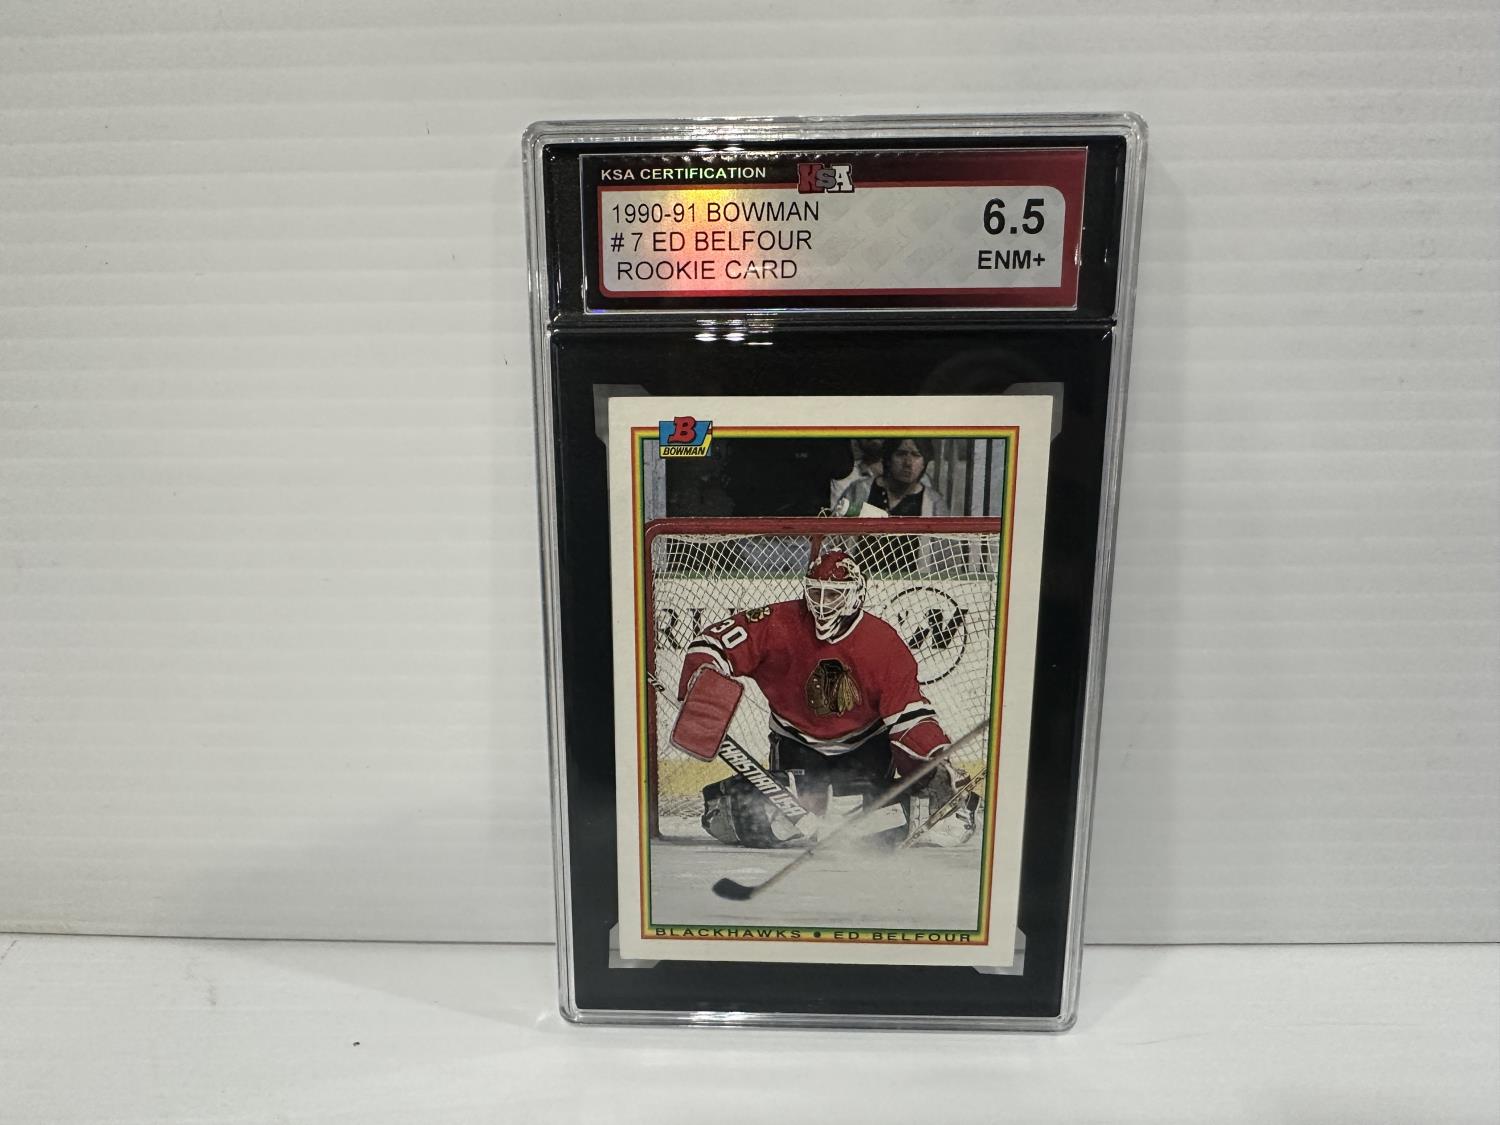 KSA CERTIFICATION KSA
1990-91 BOWMAN
# 7 ED BELFOUR
ROOKIE CARD
6.5
ENM+
B
BOWMAN
30
CHRISTIAN USA
BLACKHAWKS • ED BELFOUR